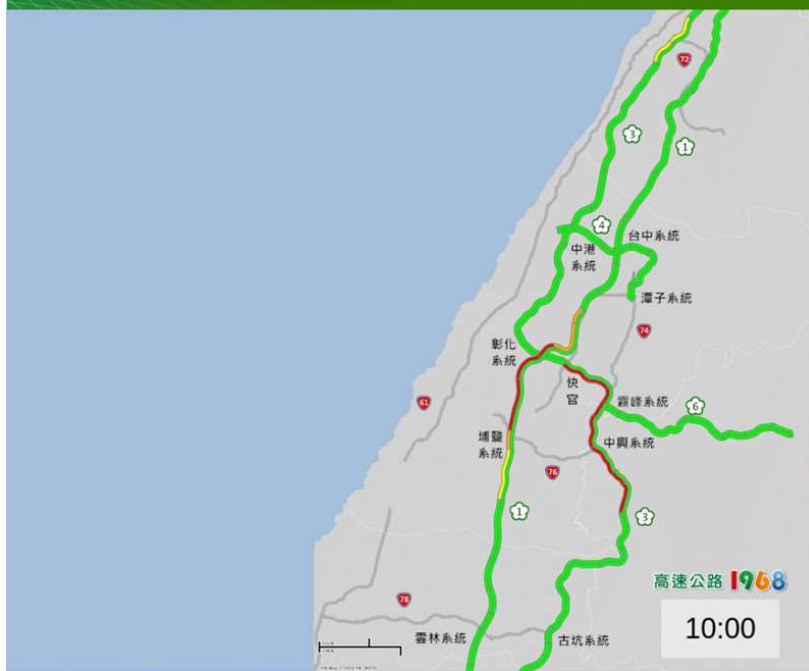 72
3
1
4
台中系統
中港
系統
潭子系統
74
彰化
系統
快
官
61
霧峰系統
6
埔鹽
系統
中興系統
76
1
3
高速公路 1968
78
10:00
雲林系統
古坑系統